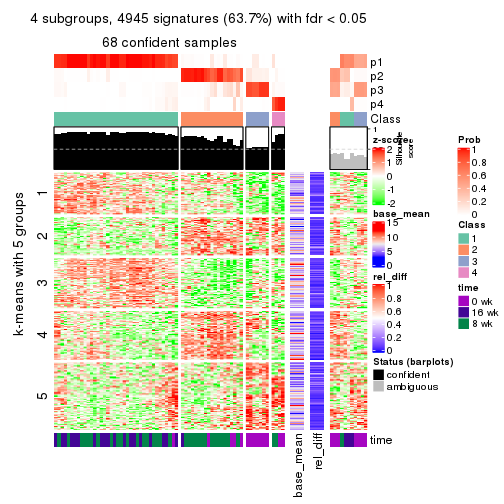 4 subgroups, 4945 signatures (63.7%) with fdr < 0.05
68 confident samples
p1
p2
p3
p4
Class
1
Silhouette
score
k-means with 5 groups
1
2
3
4
5
time
base_mean
rel_diff
z-score
2
1
0
-1
-2
base_mean
15
10
5
0
rel_diff
1
0.8
0.6
0.4
0.2
0
Status (barplots)
confident
ambiguous
Prob
1
0.8
0.6
0.4
0.2
0
Class
1
2
3
4
time
0 wk
16 wk
8 wk